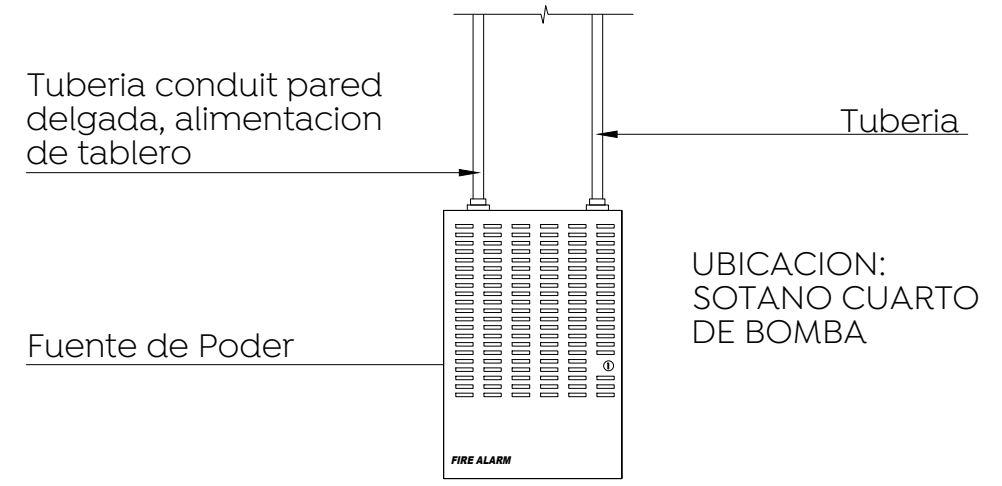 Tuberia conduit pared
delgada, alimentacion
de tablero
Tuberia
UBICACION:
SOTANO CUARTO
DE BOMBA
Fuente de Poder
FIRE ALARM